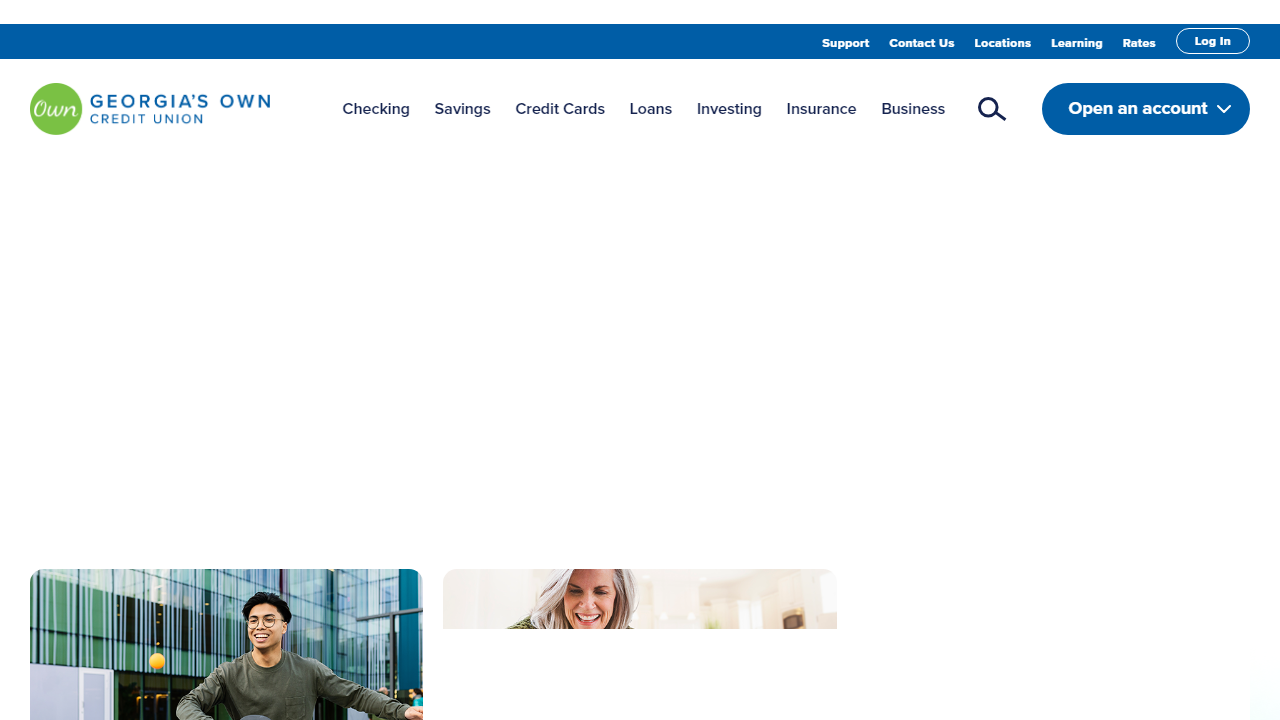 Support Contact Us Locations Learning Rates Log In
Own GEORGIA'S OWN
CREDIT UNION
Checking Savings Credit Cards Loans Investing Insurance Business Open an account